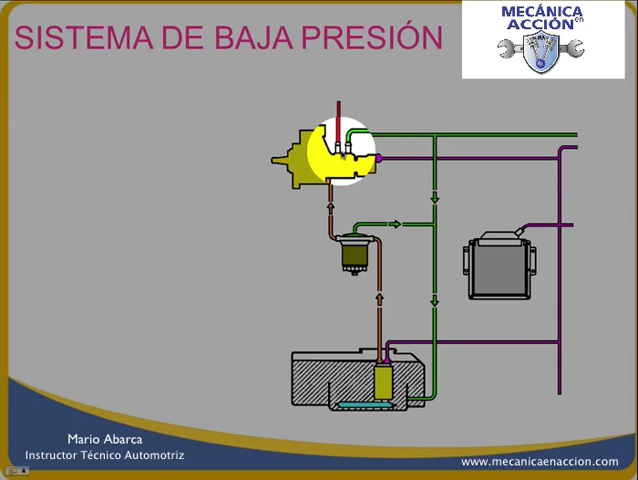 SISTEMA DE BAJA PRESIÓN
MECÁNICA
en
ACCIÓN
Mario Abarca
Instructor Técnico Automotriz
www.mecanicaenaccion.com